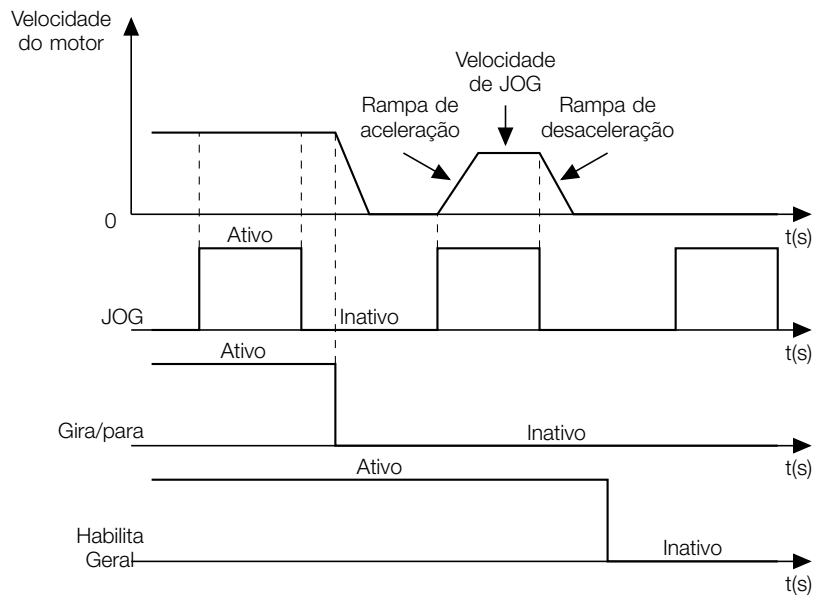 Velocidade
do motor
Velocidade
de JOG
Rampa de
aceleração
Rampa de
desaceleração
0
t(s)
Ativo
JOG
Inativo
t(s)
Ativo
Gira/para
Inativo
t(s)
Ativo
Habilita
Geral
Inativo
t(s)